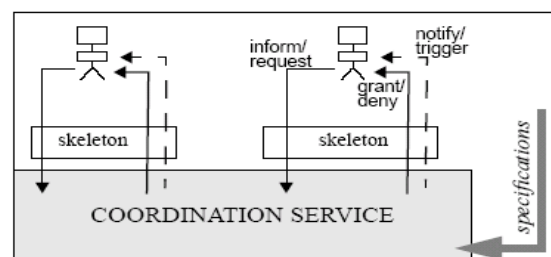 inform/
request
notify/
trigger
grant/
deny
skeleton
skeleton
COORDINATION SERVICE
specifications